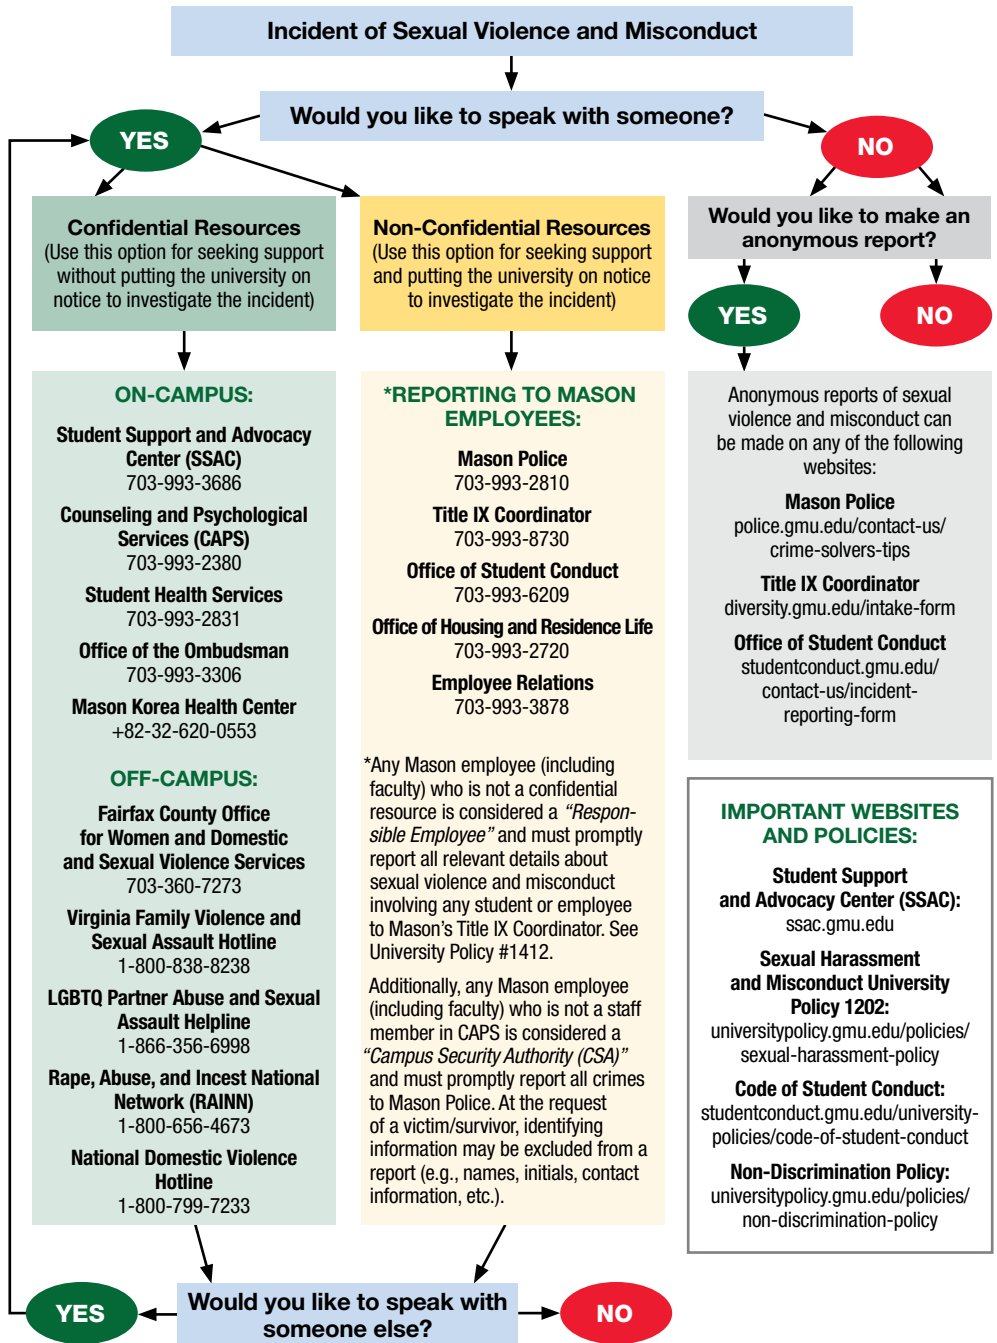 Incident of Sexual Violence and Misconduct
Would you like to speak with someone?
YES
NO
Confidential Resources
(Use this option for seeking support
without putting the university on
notice to investigate the incident)
Non-Confidential Resources
(Use this option for seeking support
and putting the university on notice
to investigate the incident)
Would you like to make an
anonymous report?
YES
NO
ON-CAMPUS:
Student Support and Advocacy
Center (SSAC)
703-993-3686
Counseling and Psychological
Services (CAPS)
703-993-2380
Student Health Services
703-993-2831
Office of the Ombudsman
703-993-3306
Mason Korea Health Center
+82-32-620-0553
OFF-CAMPUS:
Fairfax County Office
for Women and Domestic
and Sexual Violence Services
703-360-7273
Virginia Family Violence and
Sexual Assault Hotline
1-800-838-8238
LGBTQ Partner Abuse and Sexual
Assault Helpline
1-866-356-6998
Rape, Abuse, and Incest National
Network (RAINN)
1-800-656-4673
National Domestic Violence
Hotline
1-800-799-7233
*REPORTING TO MASON
EMPLOYEES:
Mason Police
703-993-2810
Title IX Coordinator
703-993-8730
Office of Student Conduct
703-993-6209
Office of Housing and Residence Life
703-993-2720
Employee Relations
703-993-3878
*Any Mason employee (including
faculty) who is not a confidential
resource is considered a "Respon-
sible Employee" and must promptly
report all relevant details about
sexual violence and misconduct
involving any student or employee
to Mason's Title IX Coordinator. See
University Policy #1412.
Additionally, any Mason employee
(including faculty) who is not a staff
member in CAPS is considered a
"Campus Security Authority (CSA)"
and must promptly report all crimes
to Mason Police. At the request
of a victim/survivor, identifying
information may be excluded from a
report (e.g., names, initials, contact
information, etc.).
Anonymous reports of sexual
violence and misconduct can
be made on any of the following
websites:
Mason Police
police.gmu.edu/contact-us/
crime-solvers-tips
Title IX Coordinator
diversity.gmu.edu/intake-form
Office of Student Conduct
studentconduct.gmu.edu/
contact-us/incident-
reporting-form
IMPORTANT WEBSITES
AND POLICIES:
Student Support
and Advocacy Center (SSAC):
ssac.gmu.edu
Sexual Harassment
and Misconduct University
Policy 1202:
universitypolicy.gmu.edu/policies/
sexual-harassment-policy
Code of Student Conduct:
studentconduct.gmu.edu/university-
policies/code-of-student-conduct
Non-Discrimination Policy:
universitypolicy.gmu.edu/policies/
non-discrimination-policy
YES
Would you like to speak with
someone else?
NO